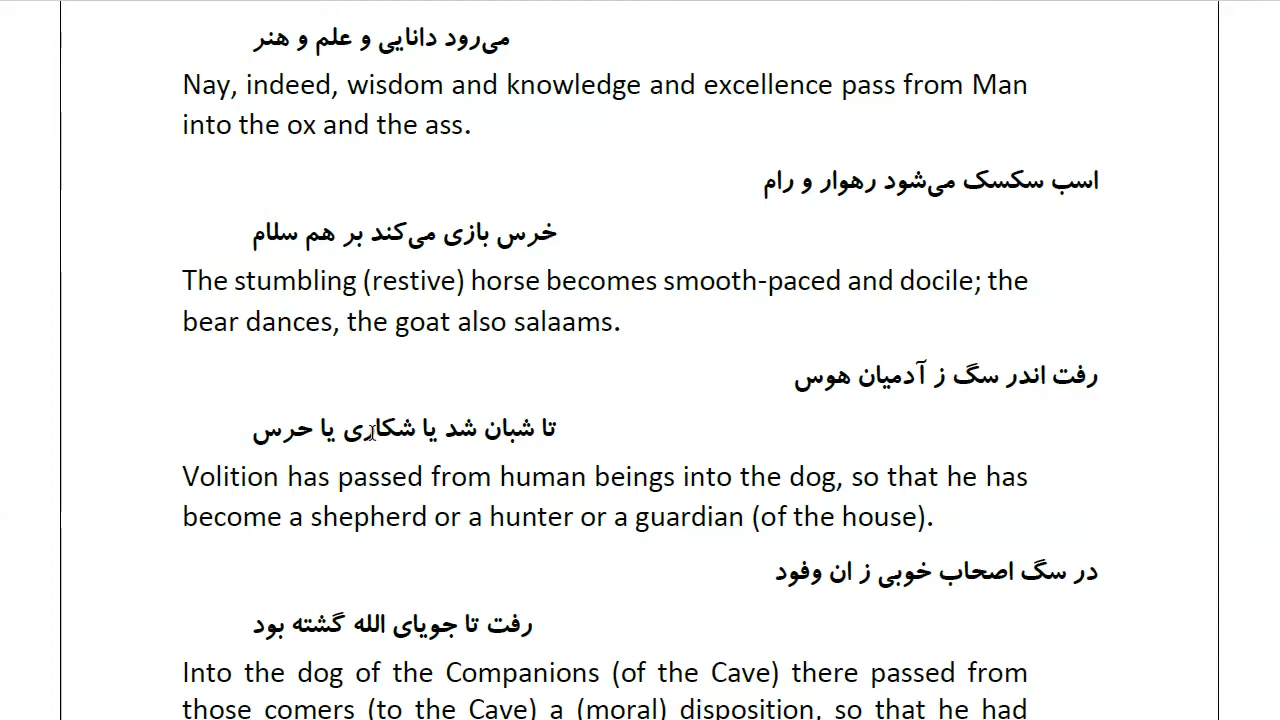 می‌رود دانایی و علم و هنر
Nay, indeed, wisdom and knowledge and excellence pass from Man
into the ox and the ass.
اسب سکسک می‌شود رهوار و رام
خرس بازی می‌کند بر هم سلام
The stumbling (restive) horse becomes smooth-paced and docile; the
bear dances, the goat also salaams.
رفت اندر سگ ز آدمیان هوس
تا شبان شد یا شکاری یا حرس
Volition has passed from human beings into the dog, so that he has
become a shepherd or a hunter or a guardian (of the house).
در سگ اصحاب خوبی ز ان وفود
رفت تا جویای الله گشته بود
Into the dog of the Companions (of the Cave) there passed from
those comers (to the Cave) a (moral) disposition, so that he had